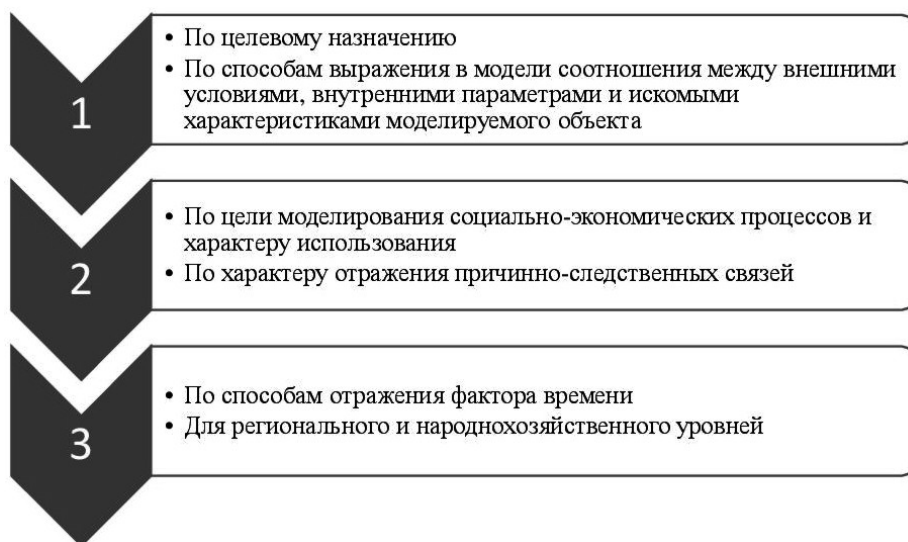 1
• По целевому назначению
• По способам выражения в модели соотношения между внешними
условиями, внутренними параметрами и искомыми
характеристиками моделируемого объекта
2
• По цели моделирования социально-экономических процессов и
характеру использования
• По характеру отражения причинно-следственных связей
3
• По способам отражения фактора времени
• Для регионального и народнохозяйственного уровней